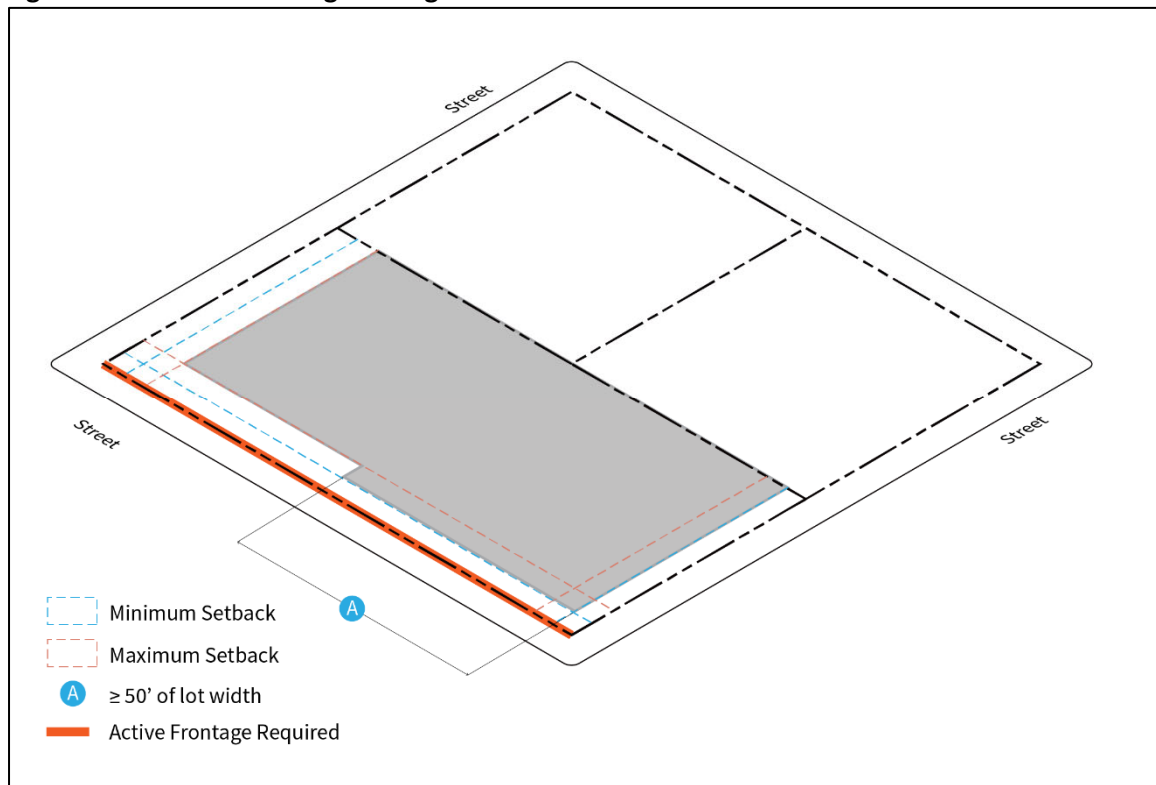 Street
Street
Street
A
Minimum Setback
Maximum Setback
A ≥ 50’ of lot width
Active Frontage Required